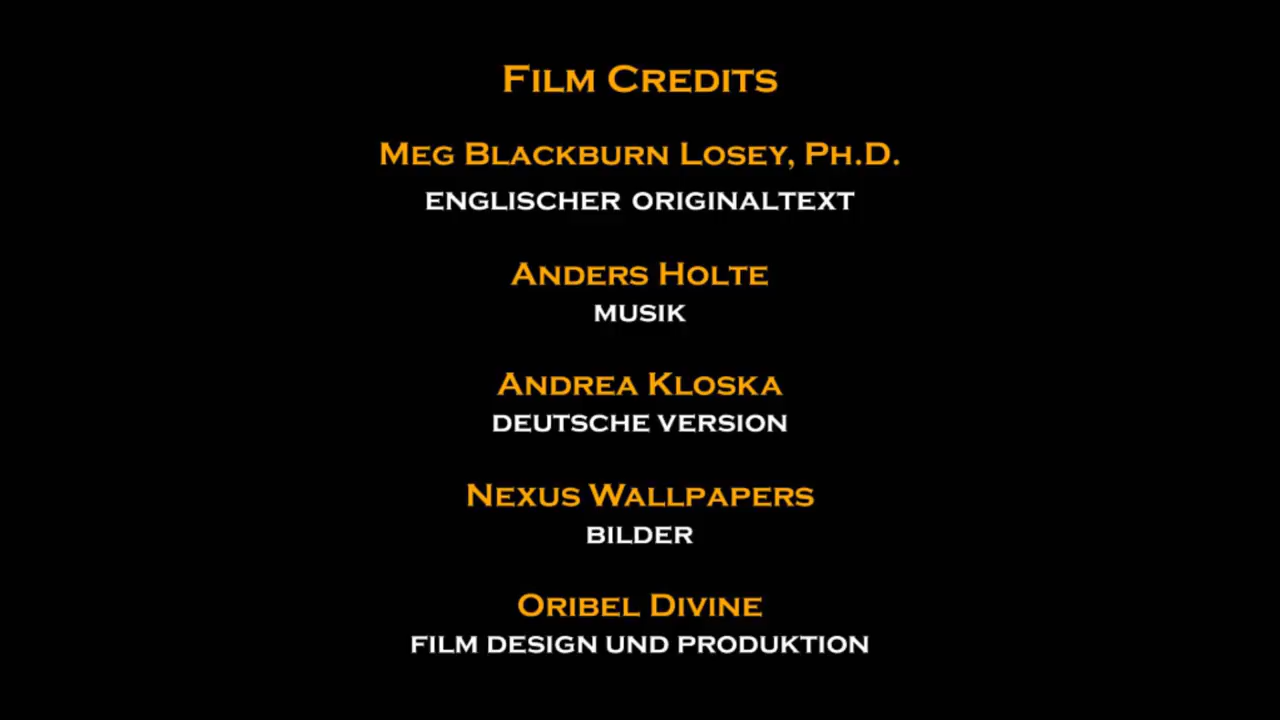 Film Credits
Meg Blackburn Losey, Ph.D.
ENGLISCHER ORIGINALTEXT
Anders Holte
MUSIK
Andrea Kloska
DEUTSCHE VERSION
Nexus Wallpapers
BILDER
Oribel Divine
FILM DESIGN UND PRODUKTION